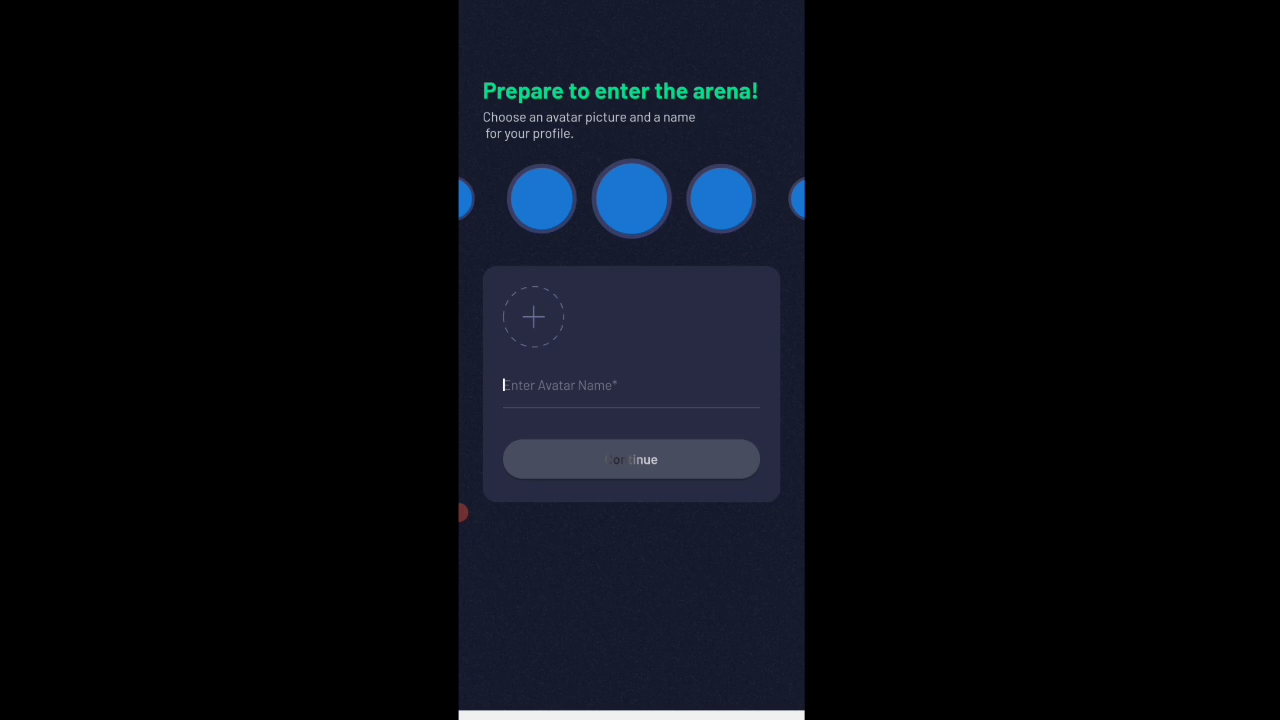 Prepare to enter the arena!
Choose an avatar picture and a name
for your profile.
Enter Avatar Name*
Continue